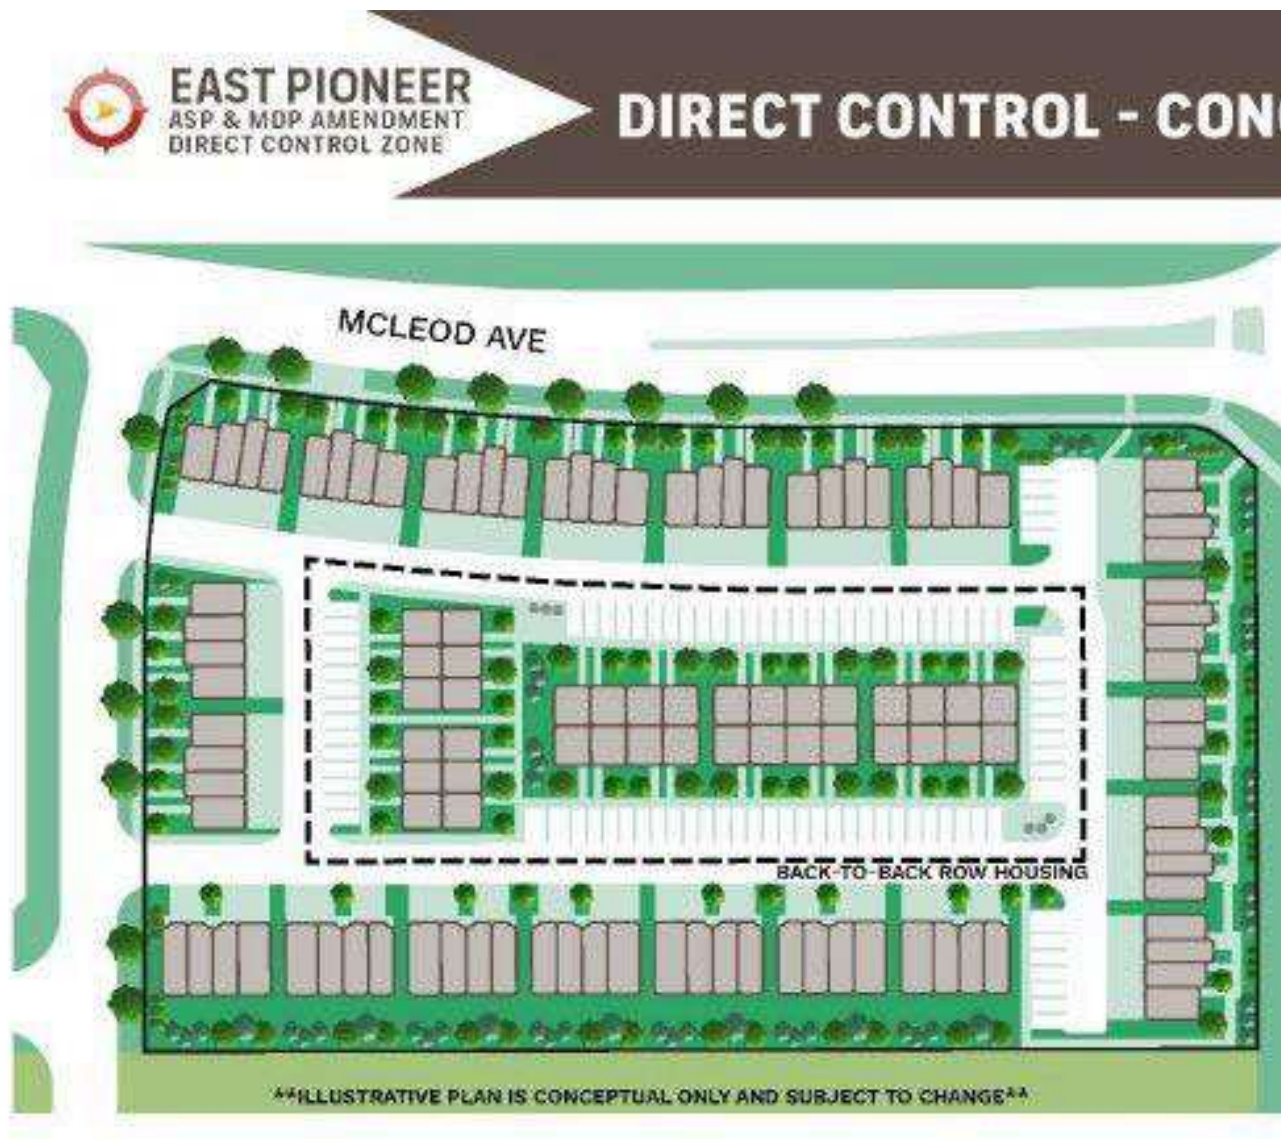 EAST PIONEER
ASP & MDP AMENDMENT
DIRECT CONTROL ZONE
DIRECT CONTROL - CON
MCLEOD AVE
BACK-TO-BACK ROW HOUSING
**ILLUSTRATIVE PLAN IS CONCEPTUAL ONLY AND SUBJECT TO CHANGE**